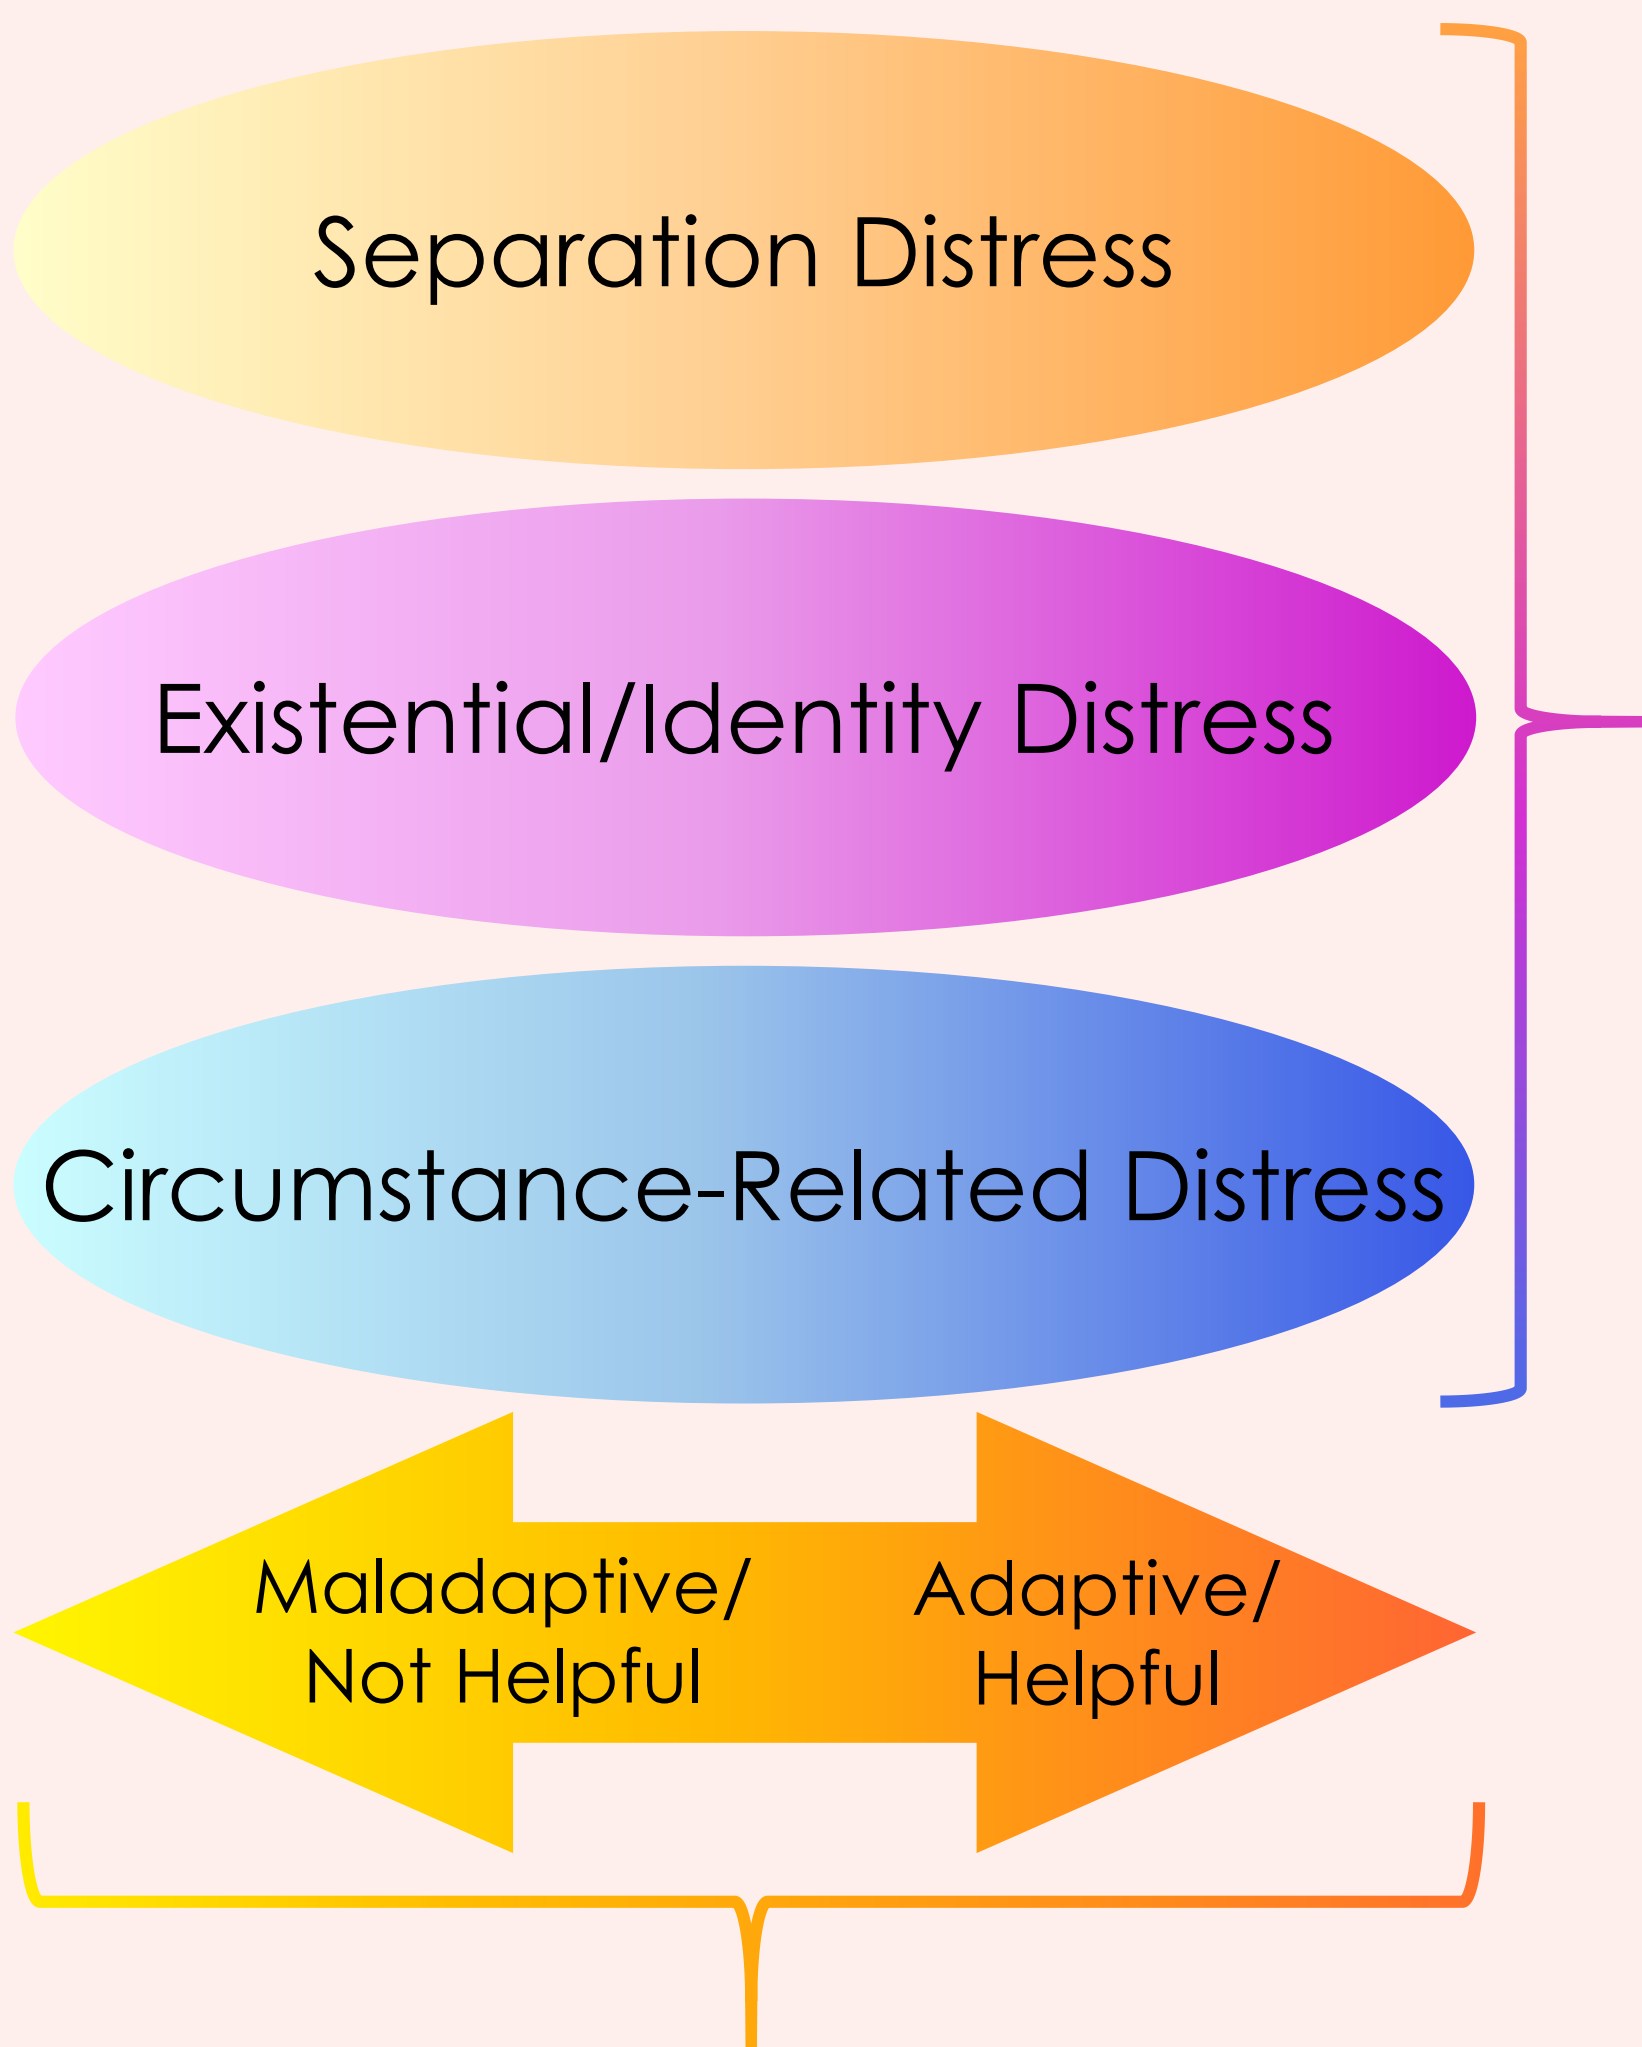 Separation Distress
Existential/Identity Distress
Circumstance-Related Distress
Maladaptive/
Not Helpful
Adaptive/
Helpful